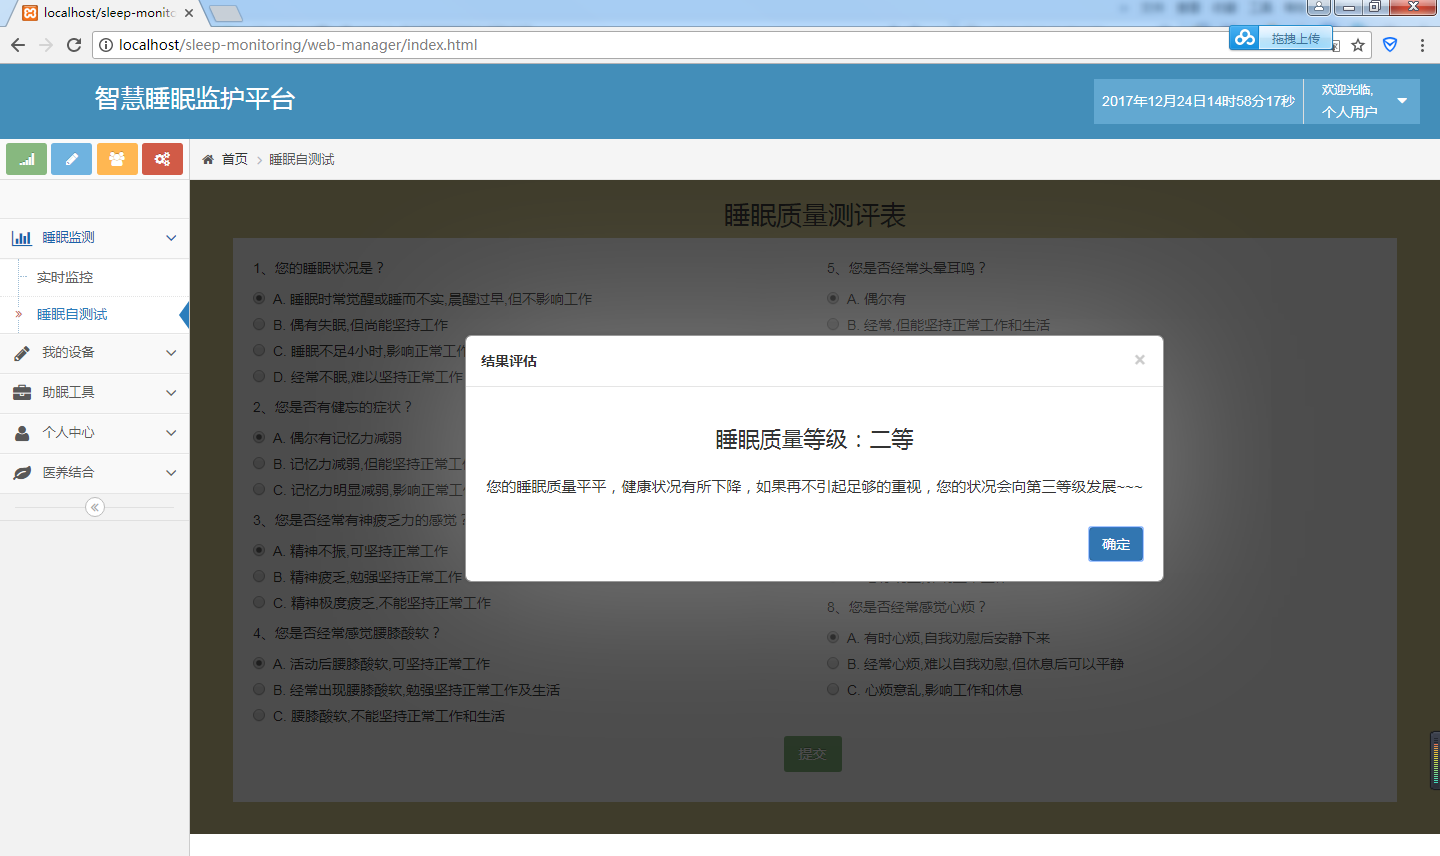 localhost/sleep-monito
localhost/sleep-monitoring/web-manager/index.html
拖拽上传
智慧睡眠监护平台
2017年12月24日14时58分17秒
欢迎光临,
个人用户
首页
睡眠自测试
睡眠监测
实时监控
睡眠自测试
我的设备
助眠工具
个人中心
医养结合
睡眠质量测评表
1、您的睡眠状况是？
A. 睡眠时常觉醒或睡而不实,晨醒过早,但不影响工作
B. 偶有失眠,但尚能坚持工作
C. 睡眠不足4小时,影响正常工作
D. 经常不眠,难以坚持正常工作
2、您是否有健忘的症状？
A. 偶尔有记忆力减弱
B. 记忆力减弱,但能坚持正常工
C. 记忆力明显减弱,影响正常工
3、您是否经常有神疲乏力的感觉？
A. 精神不振,可坚持正常工作
B. 精神疲乏,勉强坚持正常工作
C. 精神极度疲乏,不能坚持正常工作
4、您是否经常感觉腰膝酸软？
A. 活动后腰膝酸软,可坚持正常工作
B. 经常出现腰膝酸软,勉强坚持正常工作及生活
C. 腰膝酸软,不能坚持正常工作和生活
5、您是否经常头晕耳鸣？
A. 偶尔有
B. 经常,但能坚持正常工作和生活
8、您是否经常感觉心烦？
A. 有时心烦,自我劝慰后安静下来
B. 经常心烦,难以自我劝慰,但休息后可以平静
C. 心烦意乱,影响工作和休息
提交
结果评估
×
睡眠质量等级：二等
您的睡眠质量平平，健康状况有所下降，如果再不引起足够的重视，您的状况会向第三等级发展~~~
确定